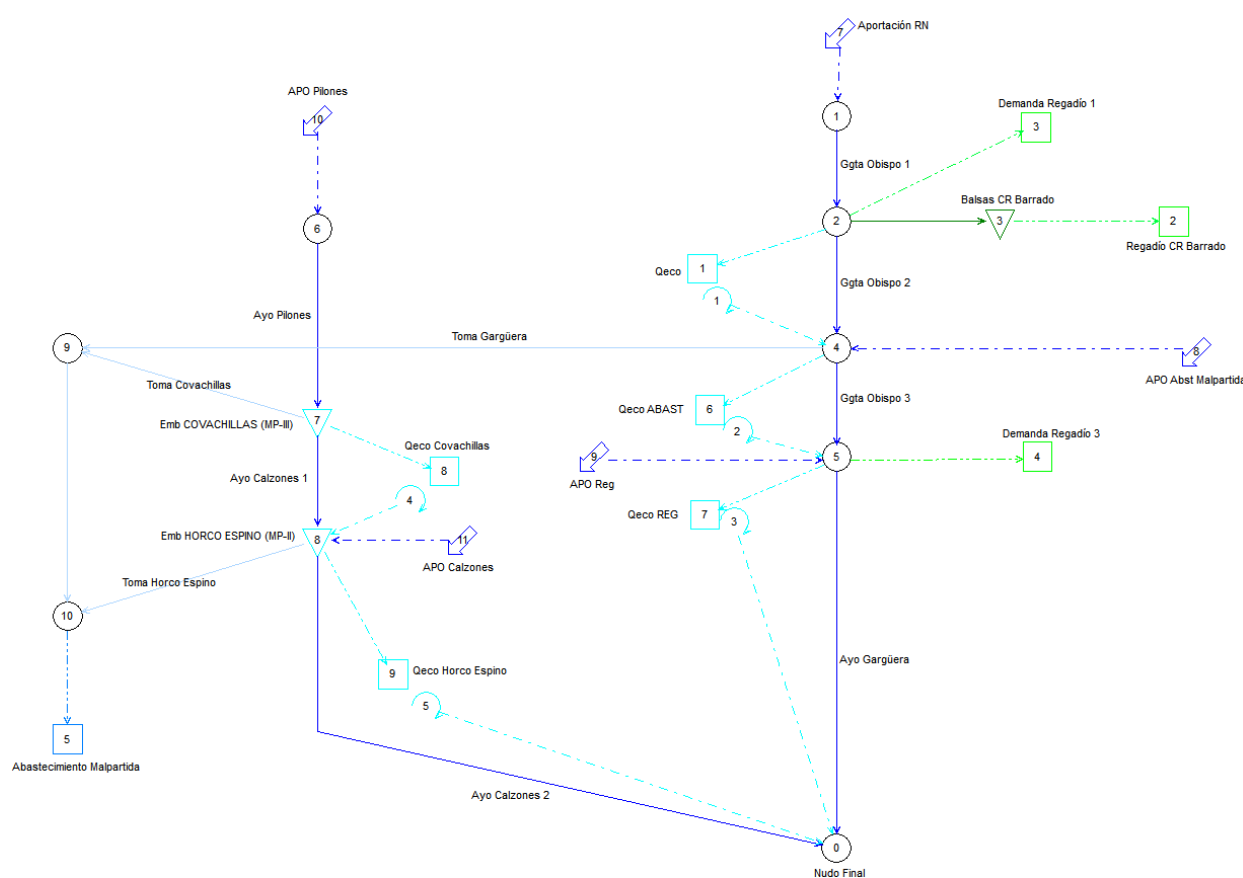 7
Aportación RN
APO Pilones
10
1
Demanda Regadío 1
3
Ggta Obispo 1
Balsas CR Barrado
6
2
3
2
Regadío CR Barrado
Qeco
1
1
Ggta Obispo 2
Ayo Pilones
Toma Gargüera
9
4
8
APO Abst Malpartida
Toma Covachillas
Ggta Obispo 3
Qeco ABAST
6
7
Emb COVACHILLAS (MP-III)
2
Demanda Regadío 3
Qeco Covachillas
8
9
5
4
Ayo Calzones 1
APO Reg
4
Qeco REG
7
3
Emb HORCO ESPINO (MP-II)
8
11
APO Calzones
Toma Horco Espino
10
Ayo Gargüera
9
Qeco Horco Espino
5
5
Abastecimiento Malpartida
Ayo Calzones 2
0
Nudo Final